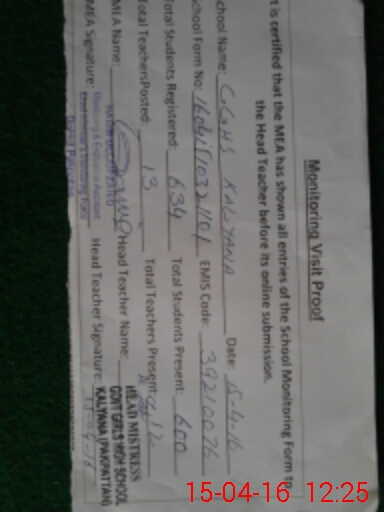 Monitoring Visit Proof
It is certified that the MEA has shown all entries of the School Monitoring Form to
the Head Teacher before its online submission.
School Name: GGHS KALYANA Date: 15-4-16
School Form No: EMIS Code: 39210076
Total Students Registered: 634 Total Students Present: 600
Total Teachers Posted: 13 Total Teachers Present: 12
MEA Name: Head Teacher Name:
MEA Signature: Head Teacher Signature:
HEAD MISTRESS
GOVT GIRLS HIGH SCHOOL
KALYANA (PAKPATTAN)
15-04-16 12:25